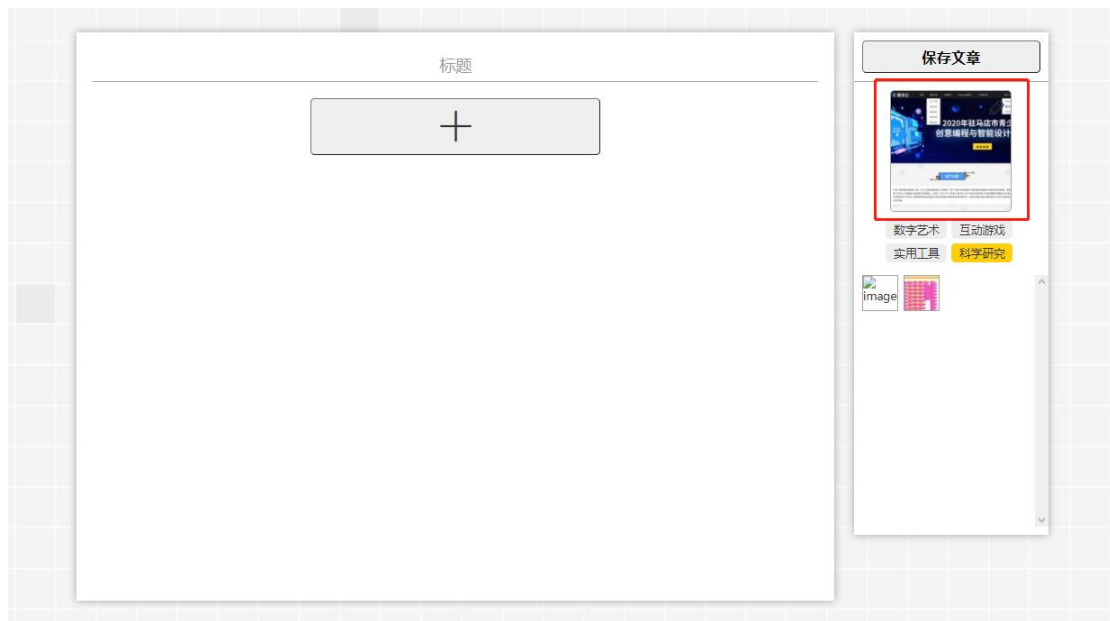 标题
保存文章
2020年驻马店市青少
创意编程与智能设计
数字艺术 互动游戏
实用工具 科学研究
image